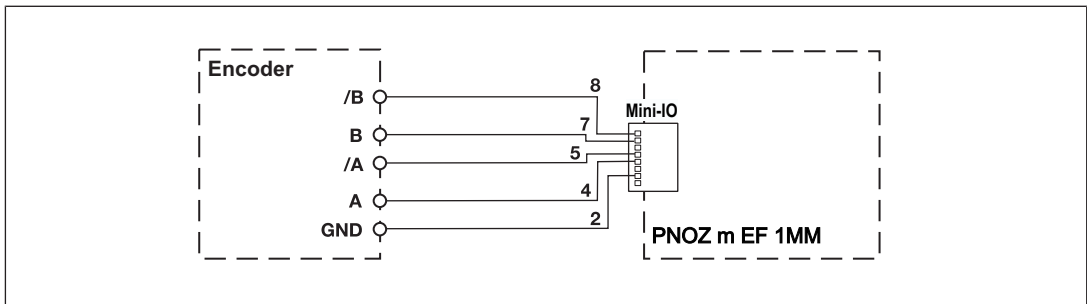 Encoder
/B
8
Mini-IO
B
7
/A
5
A
4
GND
2
PNOZ m EF 1MM